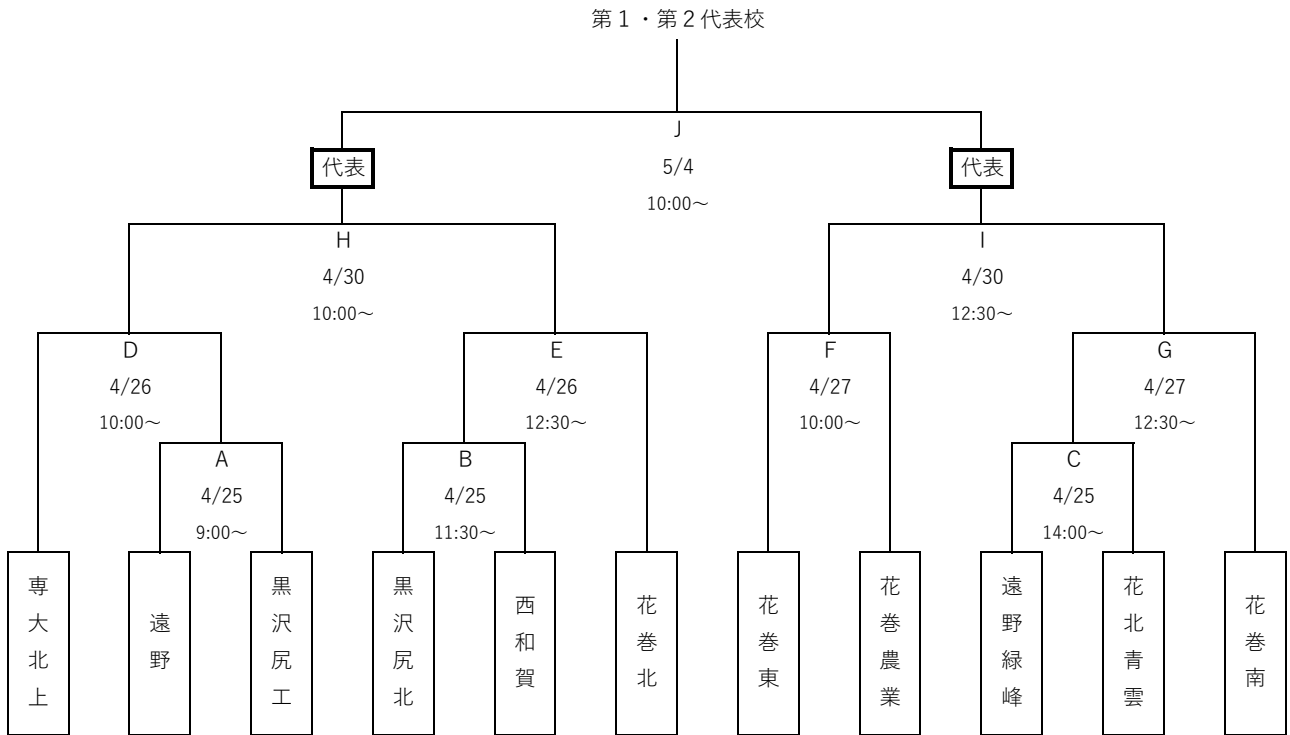 第１・第２代表校
J
5/4
10:00～
代表
代表
H
4/30
10:00～
I
4/30
12:30～
D
4/26
10:00～
E
4/26
12:30～
F
4/27
10:00～
G
4/27
12:30～
A
4/25
9:00～
B
4/25
11:30～
C
4/25
14:00～
専大北上
遠野
黒沢尻工
黒沢尻北
西和賀
花巻北
花巻東
花巻農業
遠野緑峰
花北青雲
花巻南